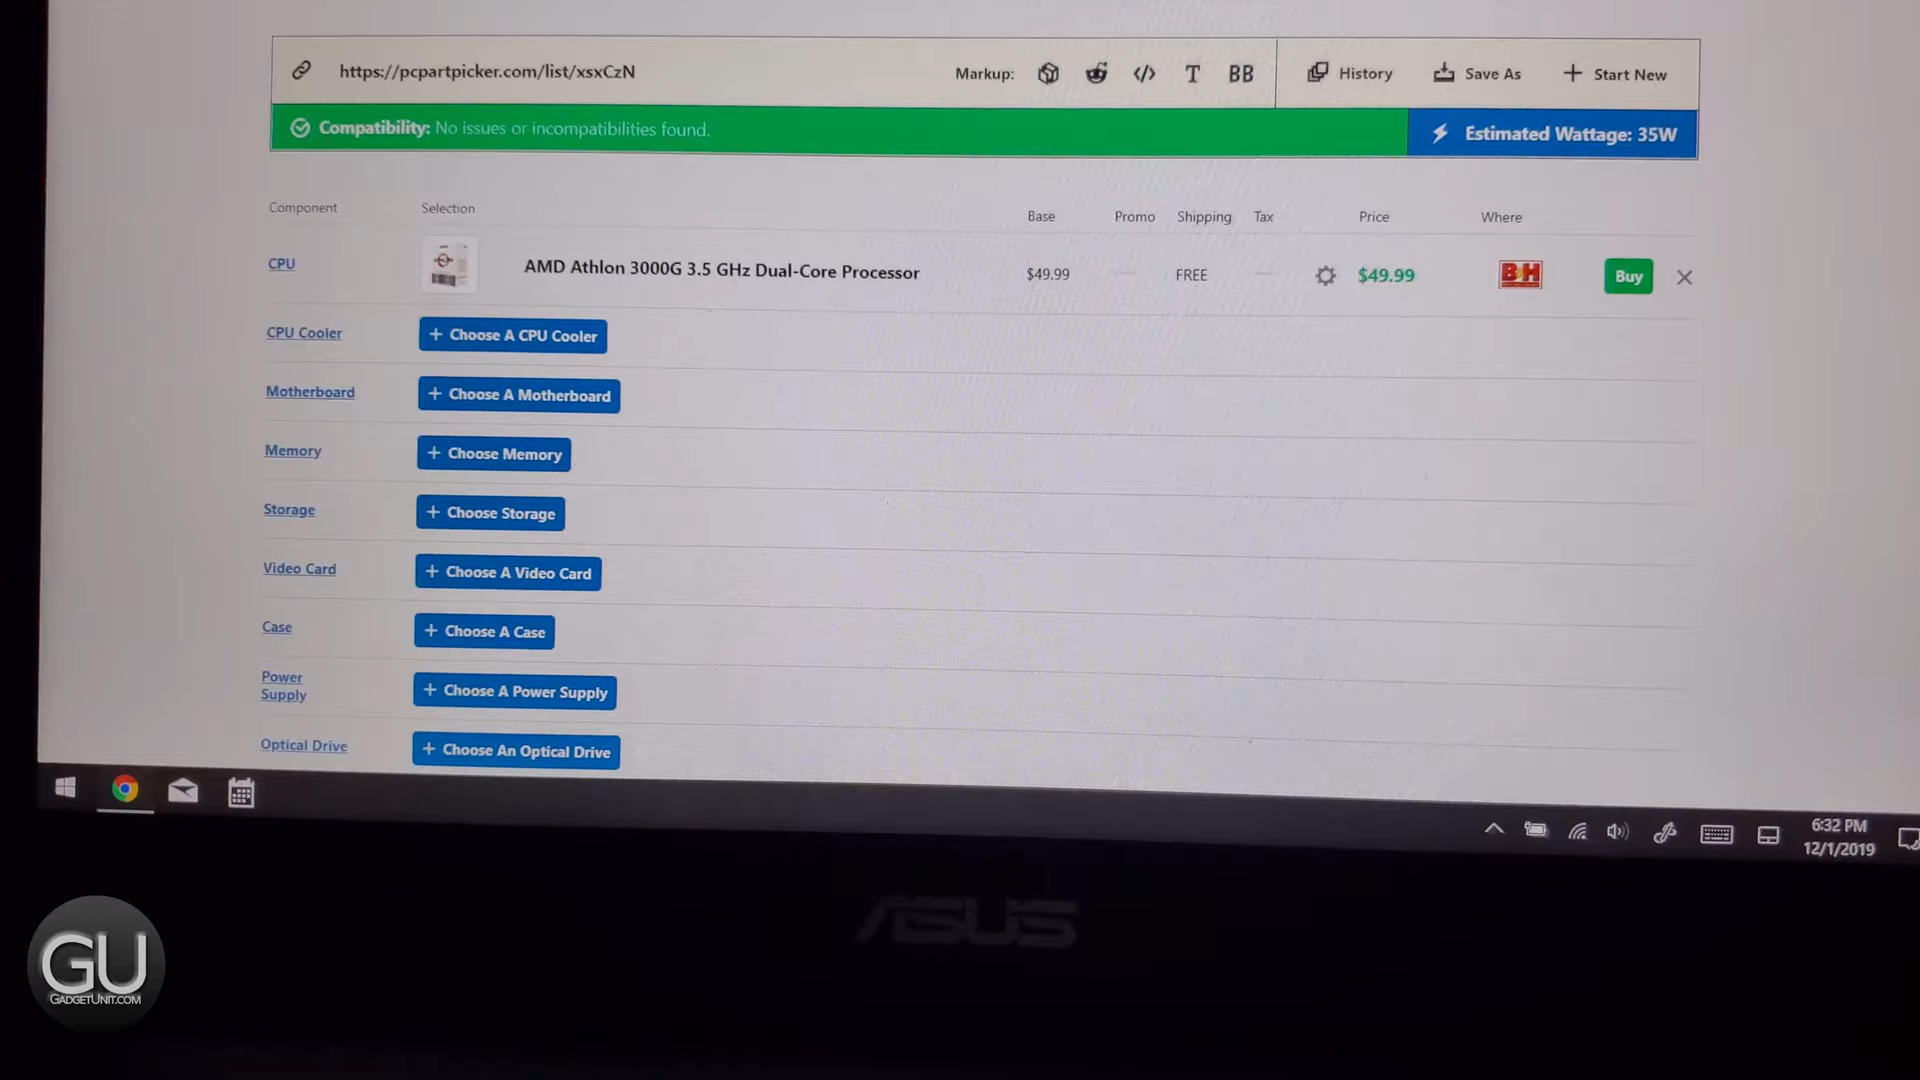 https://pcpartpicker.com/list/xsxCzN
Markup:
T
BB
History
Save As
+ Start New
Compatibility: No issues or incompatibilities found.
Estimated Wattage: 35W
Component
Selection
Base
Promo
Shipping
Tax
Price
Where
CPU
AMD Athlon 3000G 3.5 GHz Dual-Core Processor
$49.99
FREE
$49.99
B&H
Buy
CPU Cooler
+ Choose A CPU Cooler
Motherboard
+ Choose A Motherboard
Memory
+ Choose Memory
Storage
+ Choose Storage
Video Card
+ Choose A Video Card
Case
+ Choose A Case
Power
Supply
+ Choose A Power Supply
Optical Drive
+ Choose An Optical Drive
6:32 PM
12/1/2019
ASUS
GU
GADGETUNIT.COM